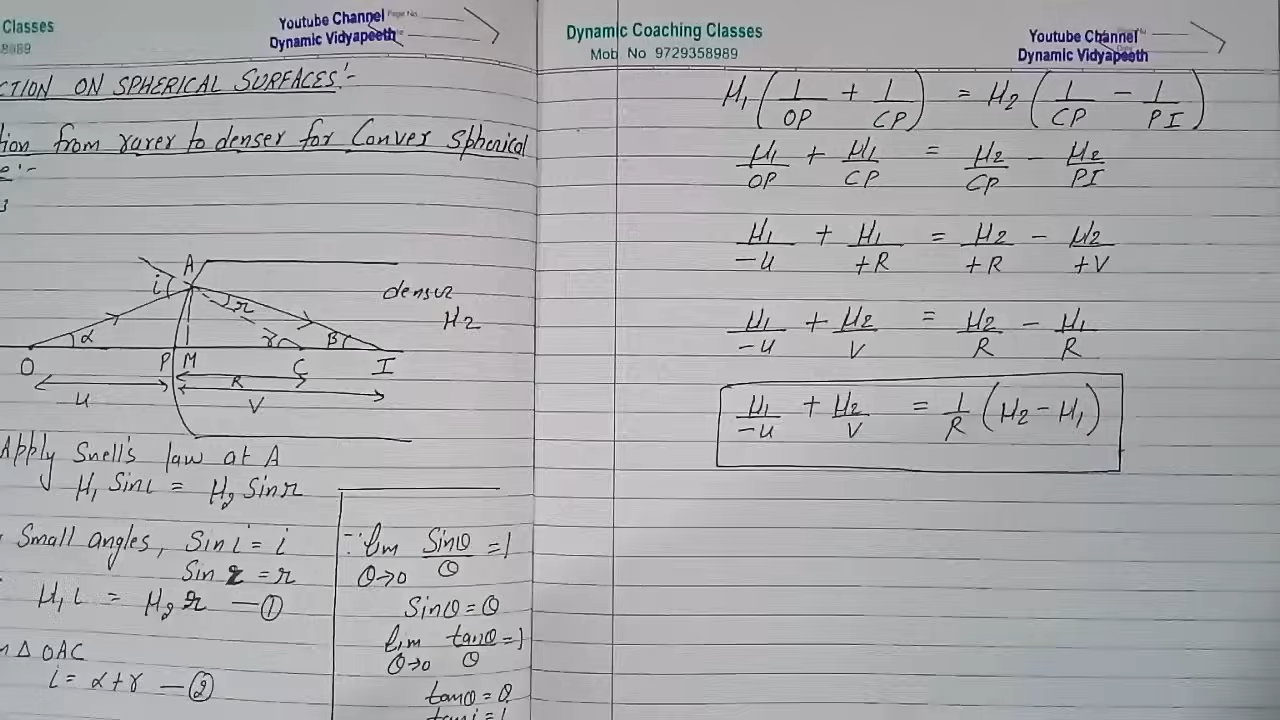 Classes
8989
Youtube Channel
Dynamic Vidyapeeth
CTION ON SPHERICAL SURFACES:-
tion from rarer to denser for Conver Spherical
e:-
A
i
r
denser
μ2
α
γ
β
O
P
M
C
I
u
R
V
Apply Snell's law at A
μ1 Sini = μ2 Sinr
Small angles, Sin i = i
Sin r = r
μ1 i = μ2 r —①
∆ OAC
i = α+γ —②
∵ lim Sinθ/θ = 1
θ→0
Sinθ = θ
lim tanθ/θ = 1
θ→0
tanθ = θ
Dynamic Coaching Classes
Mob No 9729358989
Youtube Channel
Dynamic Vidyapeeth
μ1 (1/OP + 1/CP) = μ2 (1/CP - 1/PI)
μ1/OP + μ1/CP = μ2/CP - μ2/PI
μ1/-u + μ1/+R = μ2/+R - μ2/+V
μ1/-u + μ2/V = μ2/R - μ1/R
μ1/-u + μ2/V = 1/R (μ2-μ1)